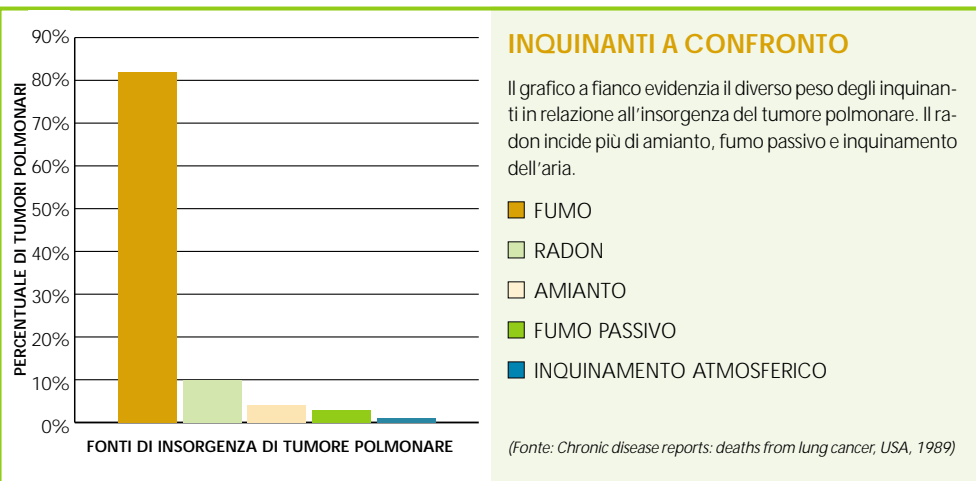 90%
80%
70%
60%
50%
40%
30%
20%
10%
0%
PERCENTUALE DI TUMORI POLMONARI
FONTI DI INSORGENZA DI TUMORE POLMONARE
INQUINANTI A CONFRONTO
Il grafico a fianco evidenzia il diverso peso degli inquinan-
ti in relazione all'insorgenza del tumore polmonare. Il ra-
don incide più di amianto, fumo passivo e inquinamento
dell'aria.
FUMO
RADON
AMIANTO
FUMO PASSIVO
INQUINAMENTO ATMOSFERICO
(Fonte: Chronic disease reports: deaths from lung cancer, USA, 1989)